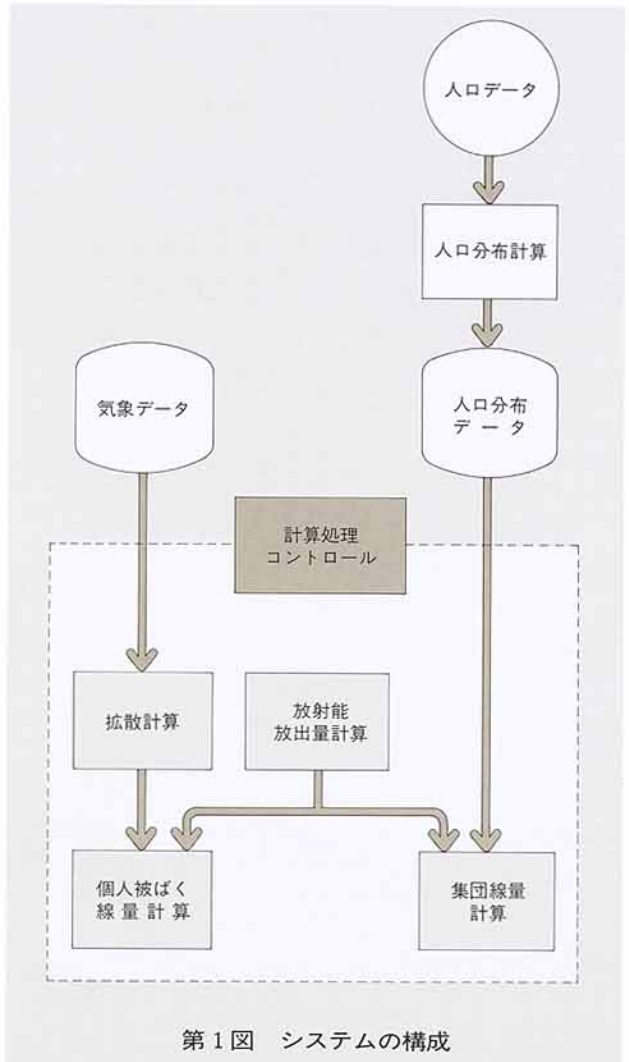 人口データ
人口分布計算
気象データ
人口分布
データ
計算処理
コントロール
拡散計算
放射能
放出量計算
個人被ばく
線量計算
集団線量
計算
第1図 システムの構成